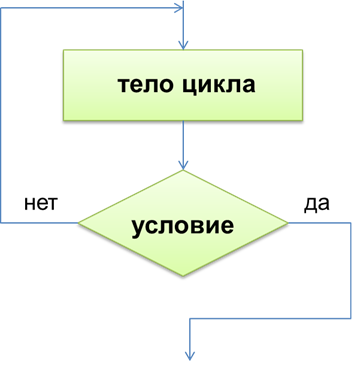 тело цикла
нет
да
условие